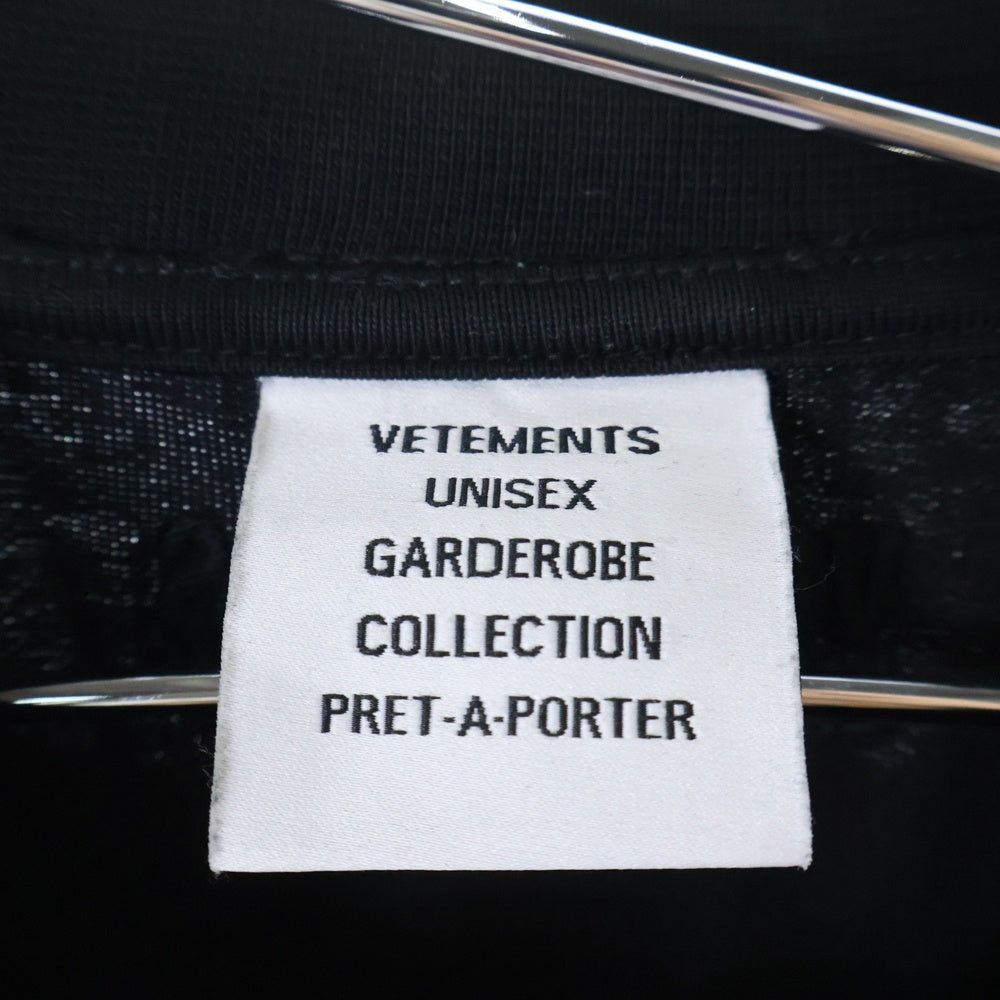 VETEMENTS
UNISEX
GARDEROBE
COLLECTION
PRET-A-PORTER